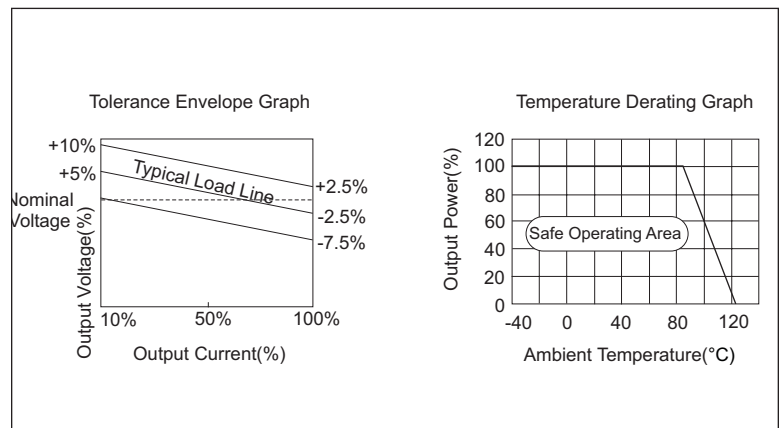 Tolerance Envelope Graph
+10%
+5%
Nominal
Voltage
Output Voltage(%)
Typical Load Line
+2.5%
-2.5%
-7.5%
10%
50%
100%
Output Current(%)
Temperature Derating Graph
Output Power(%)
120
100
80
60
40
20
0
Safe Operating Area
-40
0
40
80
120
Ambient Temperature(°C)